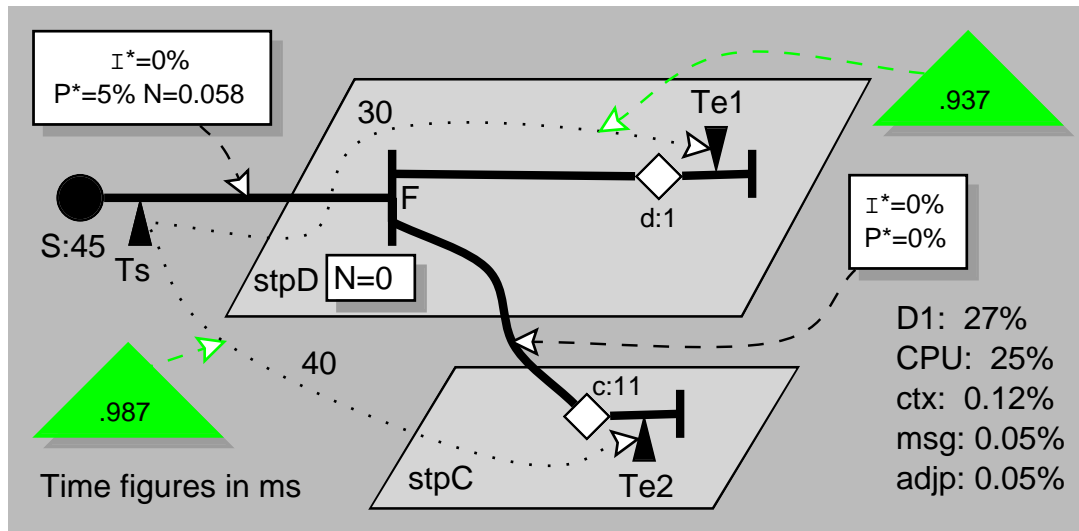 I*=0%
P*=5% N=0.058
30
Te1
.937
F
d:1
I*=0%
P*=0%
S:45
Ts
stpD
N=0
D1: 27%
CPU: 25%
ctx: 0.12%
msg: 0.05%
adjp: 0.05%
40
c:11
.987
Time figures in ms
stpC
Te2